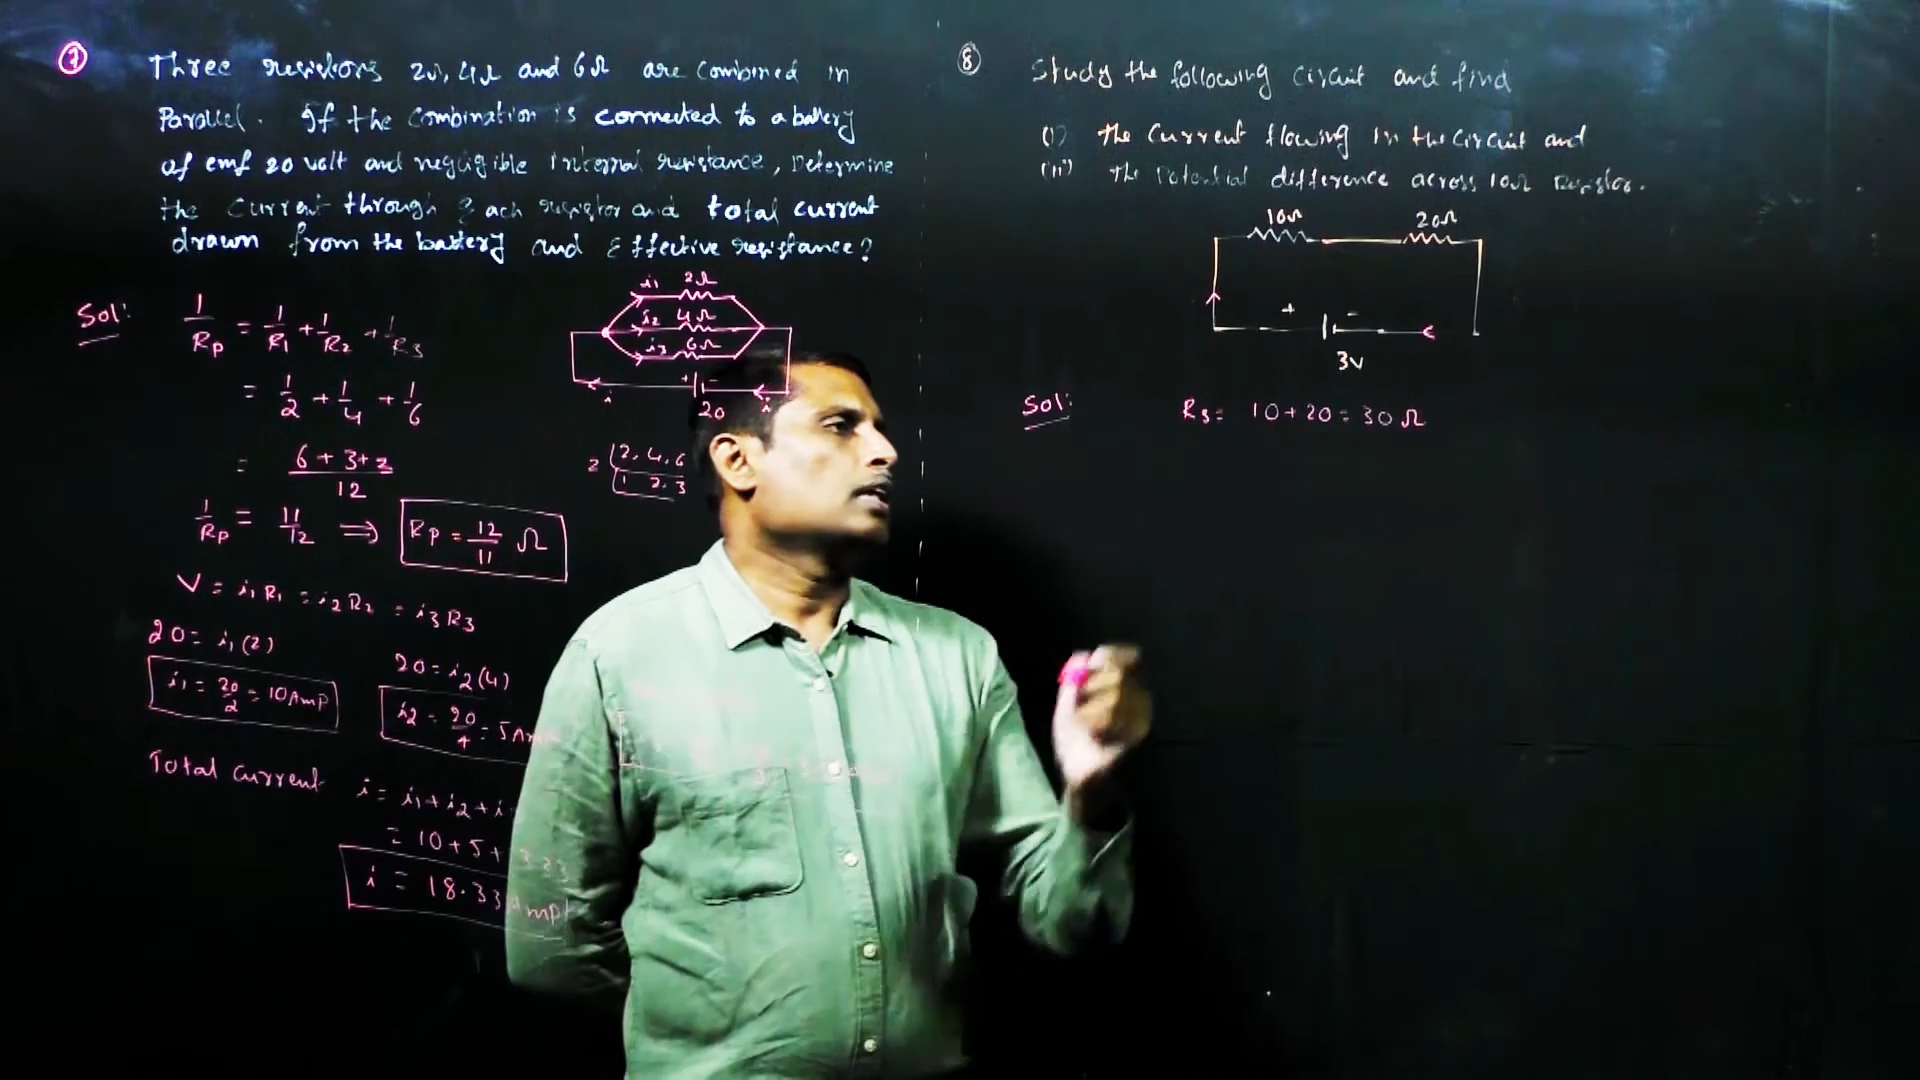 7
Three resistors 2Ω, 4Ω and 6Ω are combined in
Parallel. If the combination is connected to a battery
of emf 20 volt and negligible internal resistance, Determine
the current through each resistor and total current
drawn from the battery and Effective resistance?
Sol:
1/Rp = 1/R1 + 1/R2 + 1/R3
= 1/2 + 1/4 + 1/6
= 6+3+2/12
1/Rp = 11/12 ⟹ Rp = 12/11 Ω
i1 2Ω
i2 4Ω
i3 6Ω
+ -
i 20 i
2 | 2, 4, 6
1 2, 3
V = i1R1 = i2R2 = i3R3
20 = i1(2)
i1 = 20/2 = 10Amp
20 = i2(4)
i2 = 20/4 = 5Am
Total current i = i1 + i2 + i
= 10 + 5 + 3.33
i = 18.33 amp
8
Study the following circuit and find
(i) The Current flowing in the circuit and
(ii) The Potential difference across 10Ω Resistor.
10Ω 20Ω
+ -
3V
Sol:
Rs = 10+20 = 30Ω